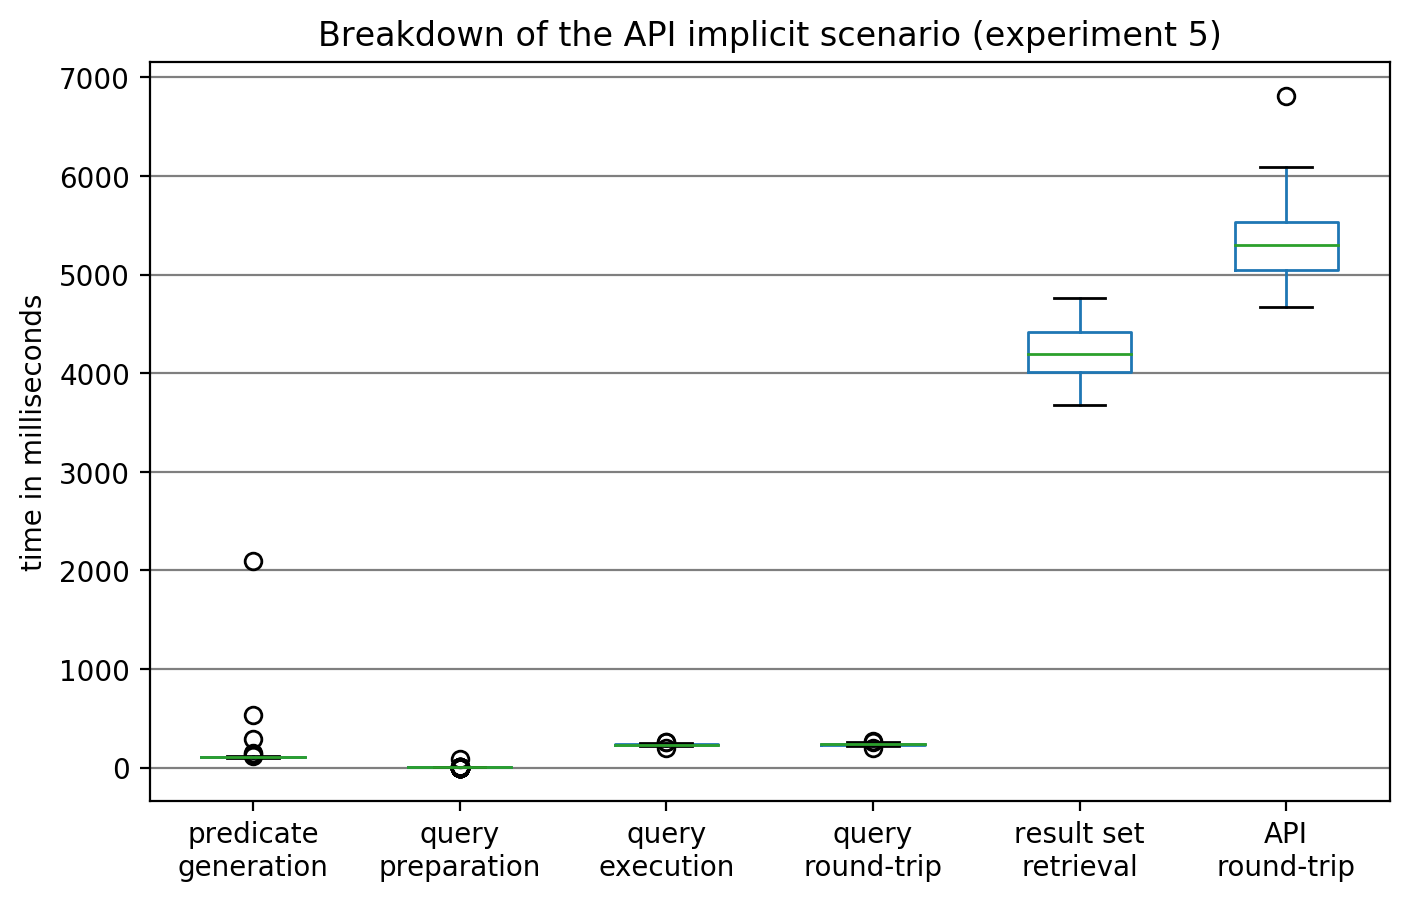 Breakdown of the API implicit scenario (experiment 5)
time in milliseconds
7000
6000
5000
4000
3000
2000
1000
0
predicate
generation
query
preparation
query
execution
query
round-trip
result set
retrieval
API
round-trip